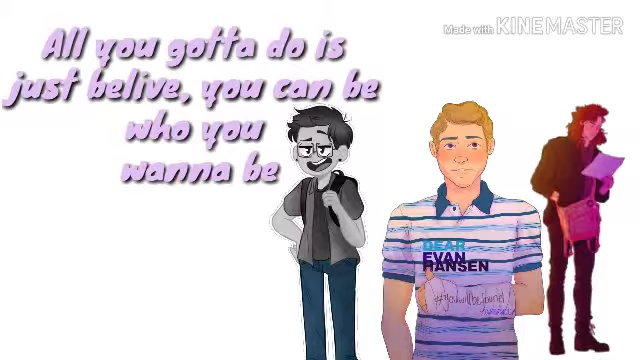 Made with KINEMASTER
All you gotta do is
just belive, you can be
who you
wanna be
DEAR
EVAN
HANSEN
#youwillbefound